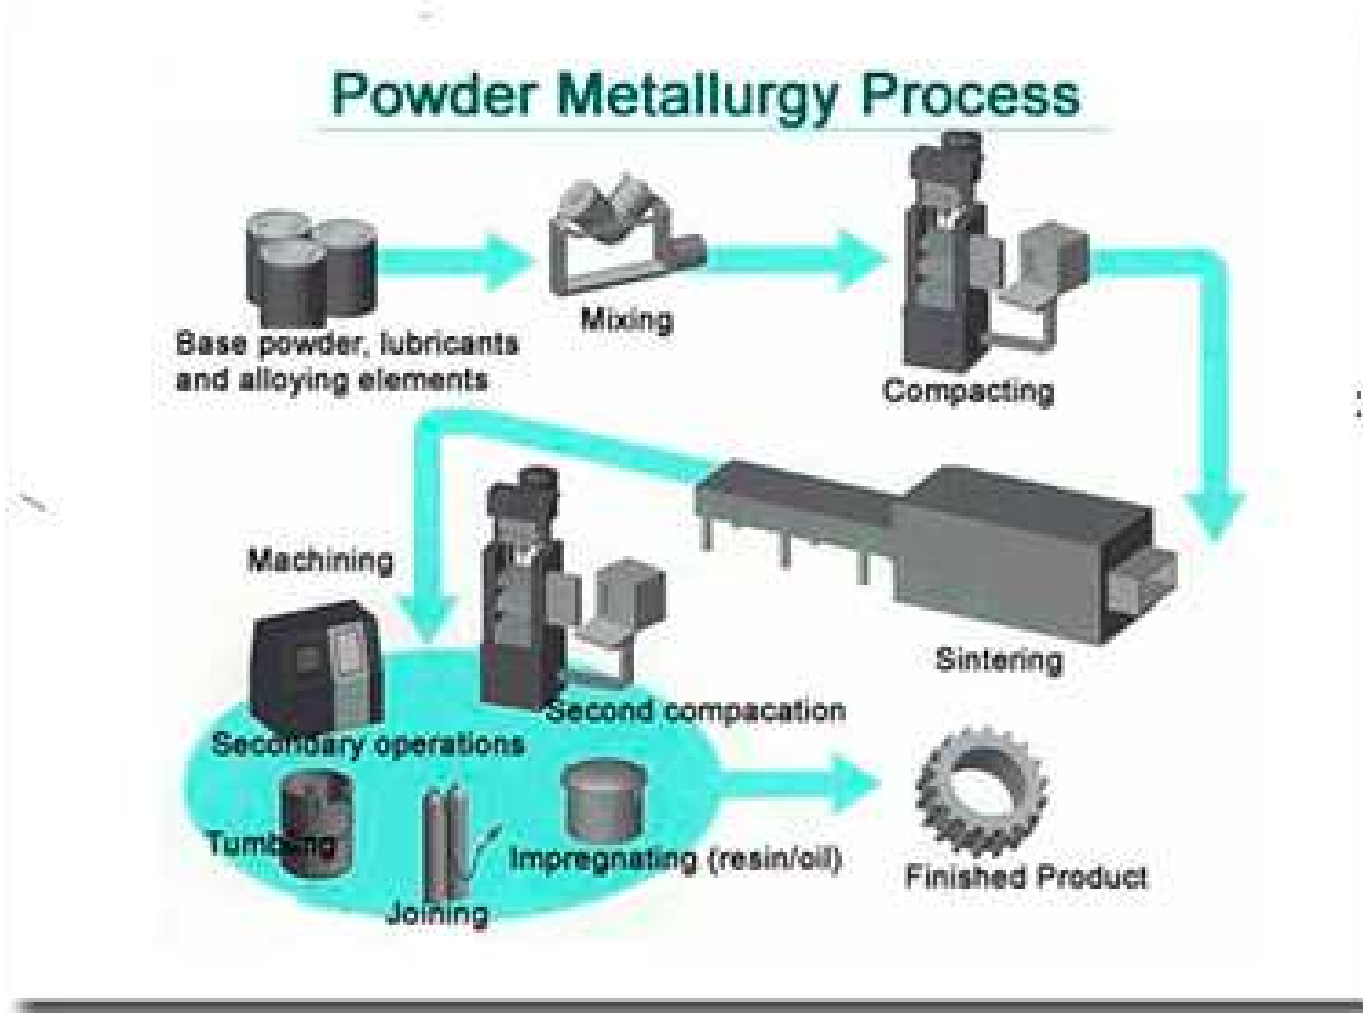 Powder Metallurgy Process
Base powder, lubricants
and alloying elements
Mixing
Compacting
Machining
Sintering
Second compacation
Secondary operations
Tumbling
Impregnating (resin/oil)
Joining
Finished Product